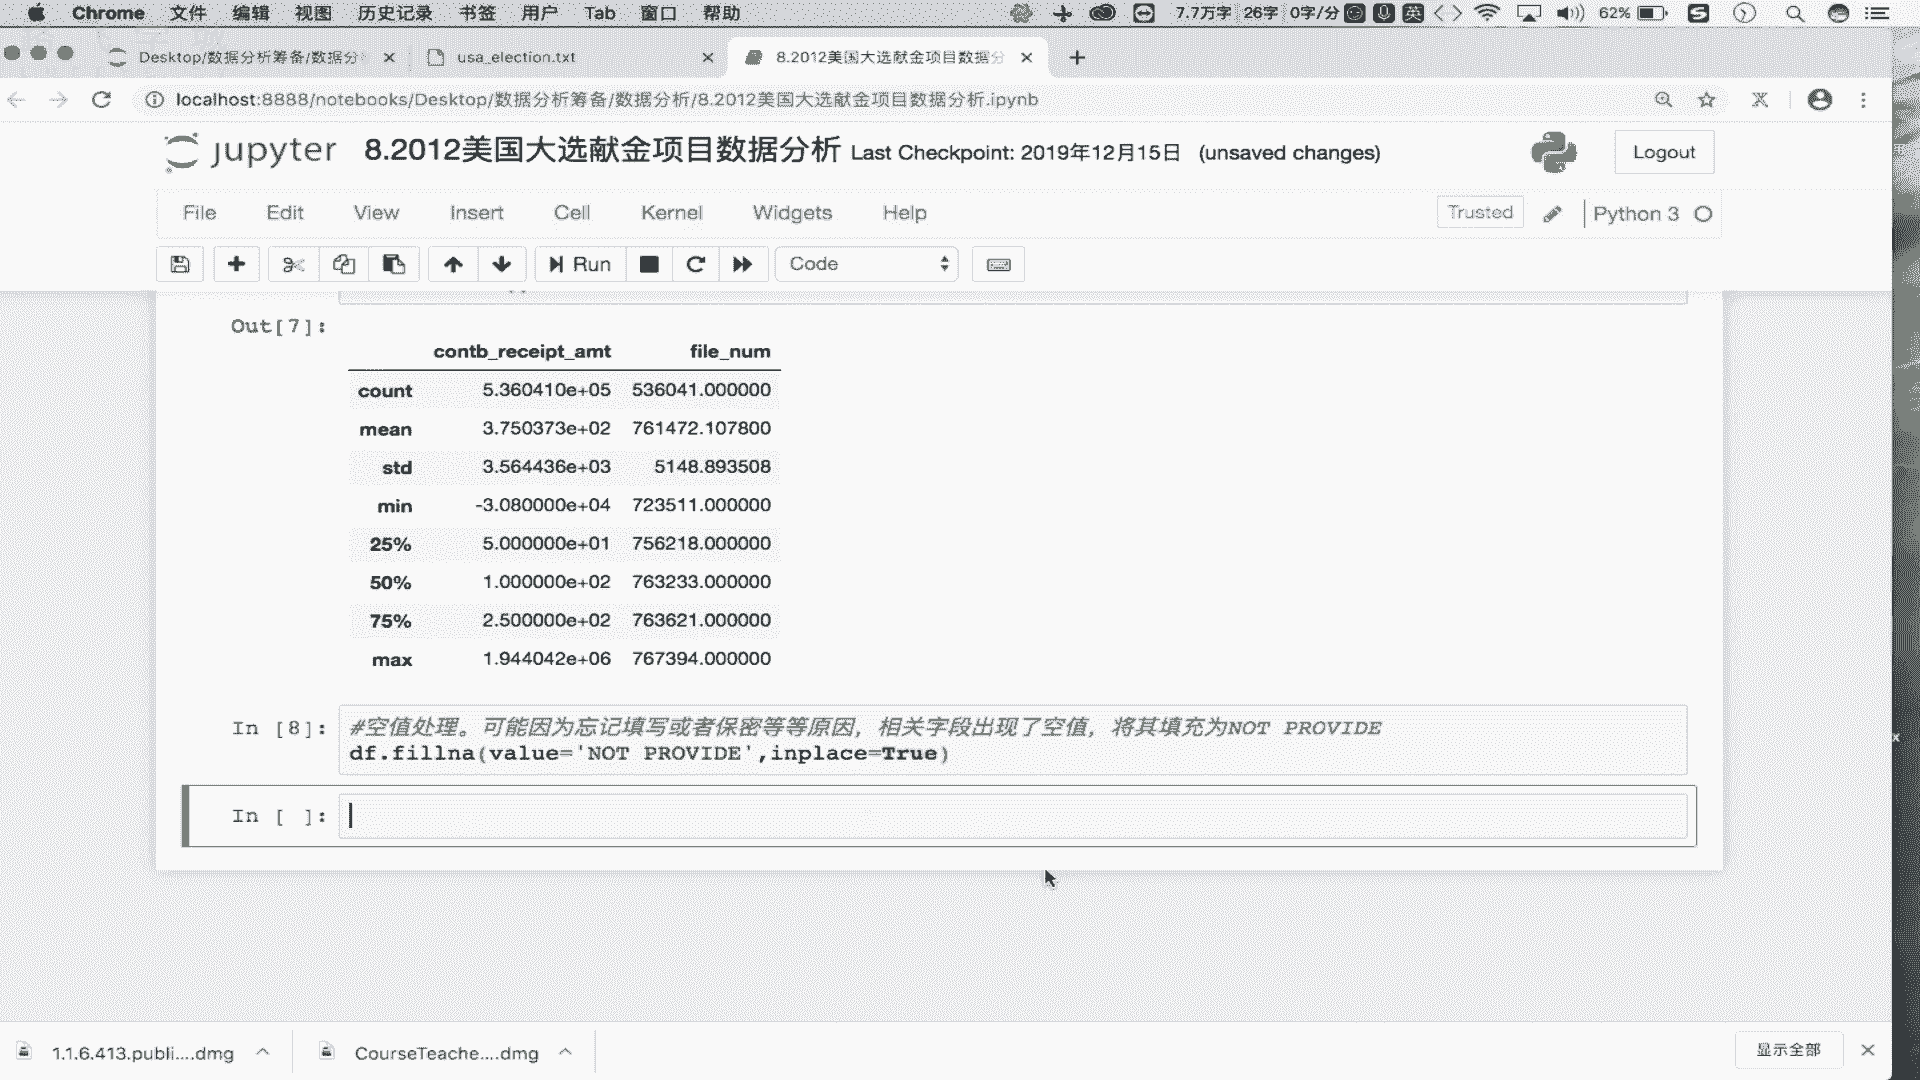 Chrome 文件 编辑 视图 历史记录 书签 用户 Tab 窗口 帮助 7.7万字 26字 0字/分 英 62%
Desktop/数据分析筹备/数据分 usa_election.txt 8.2012美国大选献金项目数据分
localhost:8888/notebooks/Desktop/数据分析筹备/数据分析/8.2012美国大选献金项目数据分析.ipynb
jupyter 8.2012美国大选献金项目数据分析 Last Checkpoint: 2019年12月15日 (unsaved changes) Logout
File Edit View Insert Cell Kernel Widgets Help Trusted Python 3
Run Code
Out[7]:
contb_receipt_amt file_num
count 5.360410e+05 536041.000000
mean 3.750373e+02 761472.107800
std 3.564436e+03 5148.893508
min -3.080000e+04 723511.000000
25% 5.000000e+01 756218.000000
50% 1.000000e+02 763233.000000
75% 2.500000e+02 763621.000000
max 1.944042e+06 767394.000000
In [8]: #空值处理。可能因为忘记填写或者保密等等原因，相关字段出现了空值，将其填充为NOT PROVIDE
df.fillna(value='NOT PROVIDE',inplace=True)
In [ ]:
1.1.6.413.publi....dmg CourseTeache....dmg 显示全部